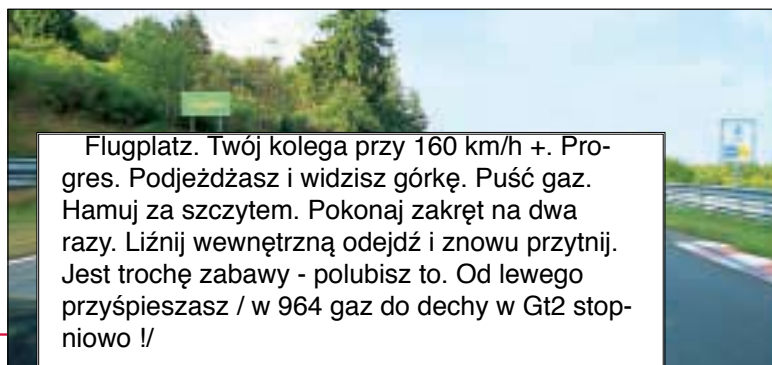 Flugplatz. Twój kolega przy 160 km/h +. Pro-
gres. Podjeżdżasz i widzisz górkę. Puść gaz.
Hamuj za szczytem. Pokonaj zakręt na dwa
razy. Liźnij wewnętrzną odejdź i znowu przytnij.
Jest trochę zabawy - polubisz to. Od lewego
przyśpieszasz / w 964 gaz do dechy w Gt2 stop-
niowo !/